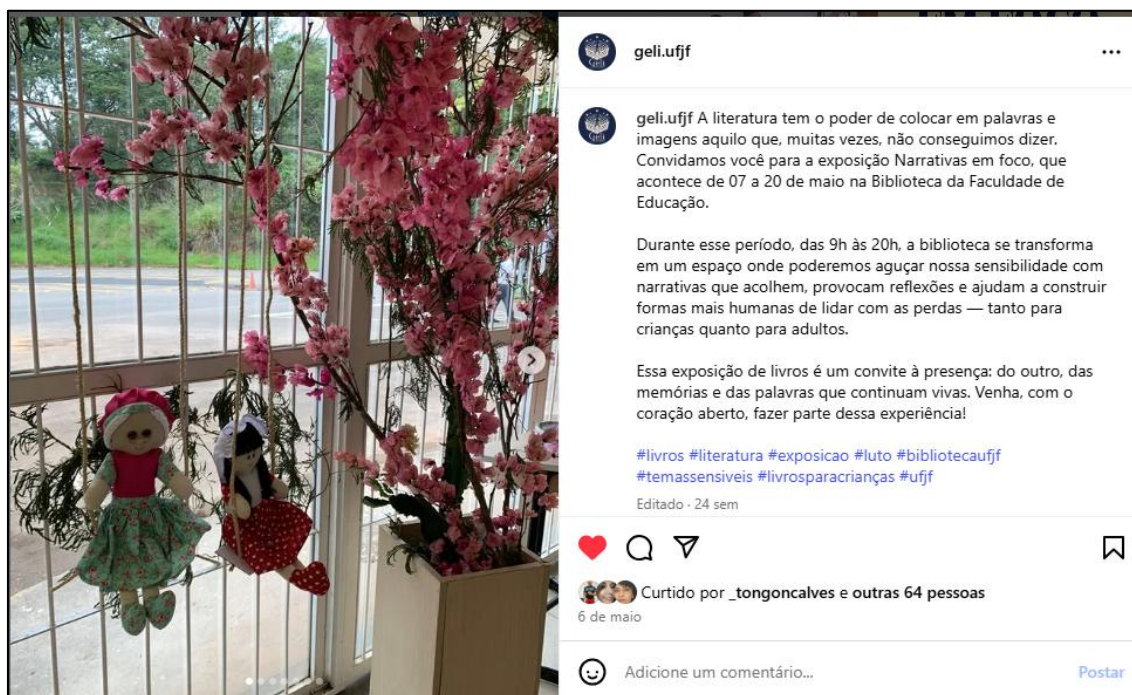 geli.ufjf
geli.ufjf A literatura tem o poder de colocar em palavras e
imagens aquilo que, muitas vezes, não conseguimos dizer.
Convidamos você para a exposição Narrativas em foco, que
acontece de 07 a 20 de maio na Biblioteca da Faculdade de
Educação.
Durante esse período, das 9h às 20h, a biblioteca se transforma
em um espaço onde poderemos aguçar nossa sensibilidade com
narrativas que acolhem, provocam reflexões e ajudam a construir
formas mais humanas de lidar com as perdas — tanto para
crianças quanto para adultos.
Essa exposição de livros é um convite à presença: do outro, das
memórias e das palavras que continuam vivas. Venha, com o
coração aberto, fazer parte dessa experiência!
#livros #literatura #exposicao #luto #bibliotecaufjf
#temassensiveis #livrosparacrianças #ufjf
Editado · 24 sem
Curtido por _tongoncalves e outras 64 pessoas
6 de maio
Adicione um comentário... Postar